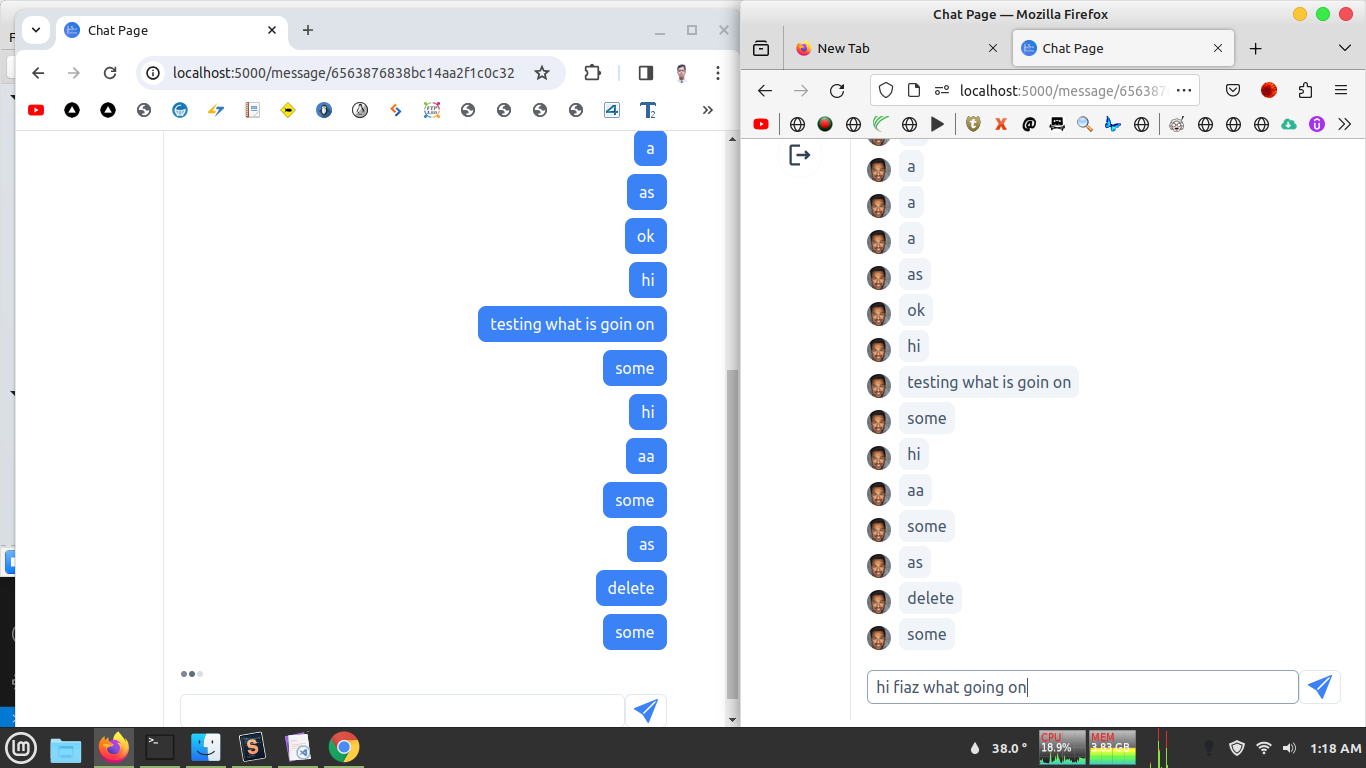 Chat Page
localhost:5000/message/6563876838bc14aa2f1c0c32
4
T2
»
a
as
ok
hi
testing what is goin on
some
hi
aa
some
as
delete
some
Chat Page — Mozilla Firefox
New Tab
Chat Page
localhost:5000/message/65638
a
a
a
as
ok
hi
testing what is goin on
some
hi
aa
some
as
delete
some
hi fiaz what going on
38.0 °
CPU
18.9%
MEM
3.83 GB
1:18 AM